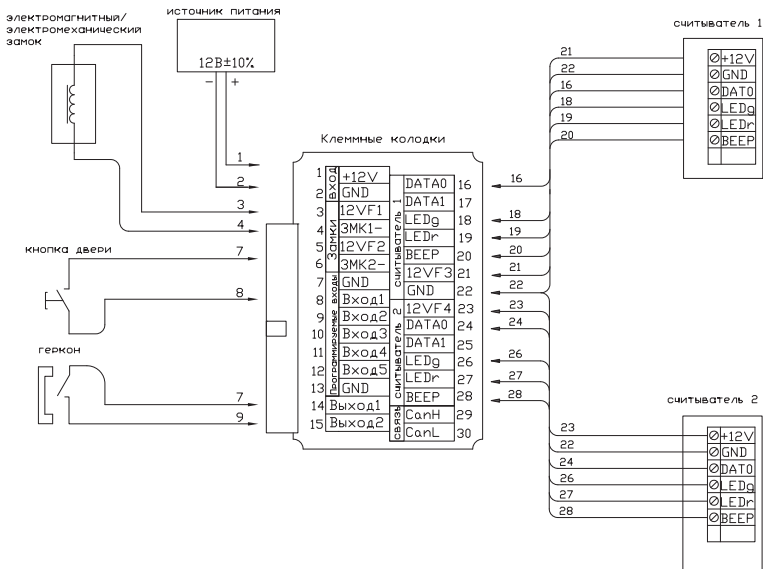 электромагнитный/
электромеханический
замок
источник питания
12В±10%
− +
1
2
3
4
кнопка двери
7
8
геркон
7
9
Клеммные колодки
вход
1 +12V
2 GND
Замки
3 12VF1
4 ЗМК1-
5 12VF2
6 ЗМК2-
Программируемые входы
7 GND
8 Вход1
9 Вход2
10 Вход3
11 Вход4
12 Вход5
13 GND
14 Выход1
15 Выход2
считыватель 1
DATA0 16
DATA1 17
LEDg 18
LEDr 19
BEEP 20
12VF3 21
GND 22
считыватель 2
12VF4 23
DATA0 24
DATA1 25
LEDg 26
LEDr 27
BEEP 28
связь
CanH 29
CanL 30
16
18
19
20
21
22
23
24
26
27
28
считыватель 1
21 +12V
22 GND
16 DAT0
18 LEDg
19 LEDr
20 BEEP
считыватель 2
23 +12V
22 GND
24 DAT0
26 LEDg
27 LEDr
28 BEEP